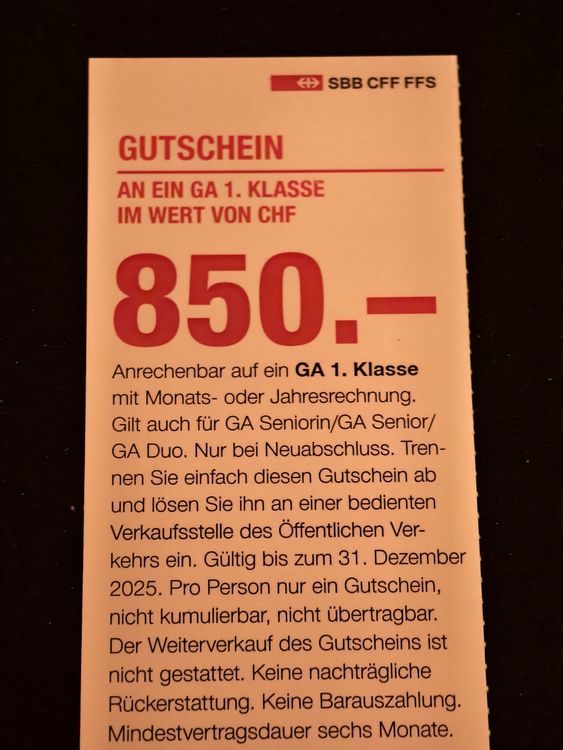 SBB CFF FFS
GUTSCHEIN
AN EIN GA 1. KLASSE
IM WERT VON CHF
850.–
Anrechenbar auf ein GA 1. Klasse
mit Monats- oder Jahresrechnung.
Gilt auch für GA Seniorin/GA Senior/
GA Duo. Nur bei Neuabschluss. Tren-
nen Sie einfach diesen Gutschein ab
und lösen Sie ihn an einer bedienten
Verkaufsstelle des Öffentlichen Ver-
kehrs ein. Gültig bis zum 31. Dezember
2025. Pro Person nur ein Gutschein,
nicht kumulierbar, nicht übertragbar.
Der Weiterverkauf des Gutscheins ist
nicht gestattet. Keine nachträgliche
Rückerstattung. Keine Barauszahlung.
Mindestvertragsdauer sechs Monate.